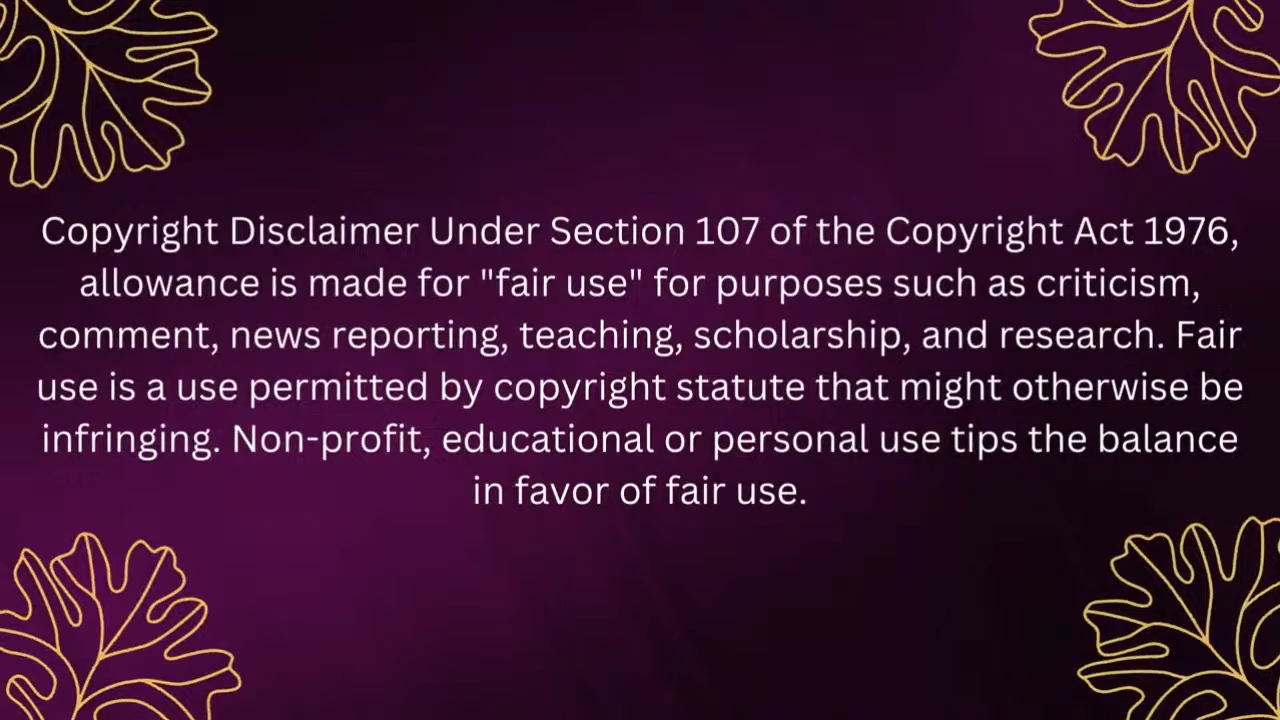 Copyright Disclaimer Under Section 107 of the Copyright Act 1976,
allowance is made for "fair use" for purposes such as criticism,
comment, news reporting, teaching, scholarship, and research. Fair
use is a use permitted by copyright statute that might otherwise be
infringing. Non-profit, educational or personal use tips the balance
in favor of fair use.